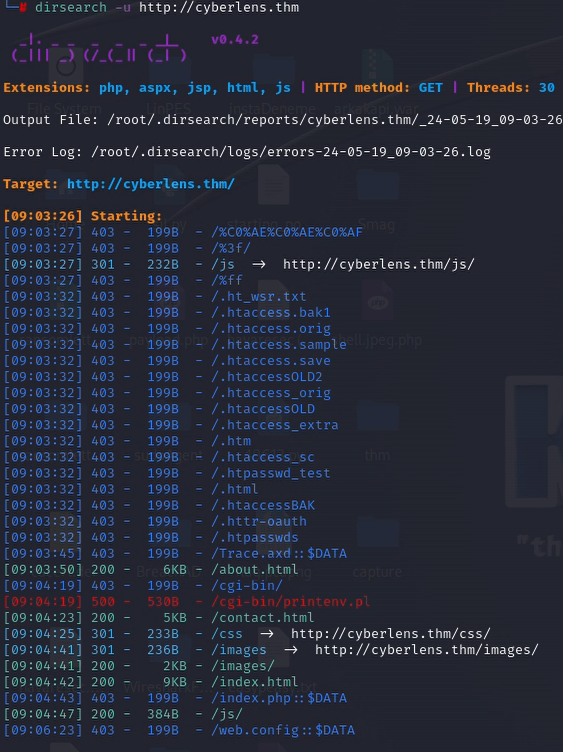 # dirsearch -u http://cyberlens.thm
v0.4.2
Extensions: php, aspx, jsp, html, js | HTTP method: GET | Threads: 30
Output File: /root/.dirsearch/reports/cyberlens.thm/_24-05-19_09-03-26
Error Log: /root/.dirsearch/logs/errors-24-05-19_09-03-26.log
Target: http://cyberlens.thm/
[09:03:26] Starting:
[09:03:27] 403 - 199B - /%C0%AE%C0%AE%C0%AF
[09:03:27] 403 - 199B - /%3f/
[09:03:27] 301 - 232B - /js -> http://cyberlens.thm/js/
[09:03:27] 403 - 199B - /%ff
[09:03:32] 403 - 199B - /.ht_wsr.txt
[09:03:32] 403 - 199B - /.htaccess.bak1
[09:03:32] 403 - 199B - /.htaccess.orig
[09:03:32] 403 - 199B - /.htaccess.sample
[09:03:32] 403 - 199B - /.htaccess.save
[09:03:32] 403 - 199B - /.htaccessOLD2
[09:03:32] 403 - 199B - /.htaccess_orig
[09:03:32] 403 - 199B - /.htaccessOLD
[09:03:32] 403 - 199B - /.htaccess_extra
[09:03:32] 403 - 199B - /.htm
[09:03:32] 403 - 199B - /.htaccess_sc
[09:03:32] 403 - 199B - /.htpasswd_test
[09:03:32] 403 - 199B - /.html
[09:03:32] 403 - 199B - /.htaccessBAK
[09:03:32] 403 - 199B - /.httr-oauth
[09:03:32] 403 - 199B - /.htpasswds
[09:03:45] 403 - 199B - /Trace.axd::$DATA
[09:03:50] 200 - 6KB - /about.html
[09:04:19] 403 - 199B - /cgi-bin/
[09:04:19] 500 - 530B - /cgi-bin/printenv.pl
[09:04:23] 200 - 5KB - /contact.html
[09:04:25] 301 - 233B - /css -> http://cyberlens.thm/css/
[09:04:41] 301 - 236B - /images -> http://cyberlens.thm/images/
[09:04:41] 200 - 2KB - /images/
[09:04:42] 200 - 9KB - /index.html
[09:04:43] 403 - 199B - /index.php::$DATA
[09:04:47] 200 - 384B - /js/
[09:06:23] 403 - 199B - /web.config::$DATA